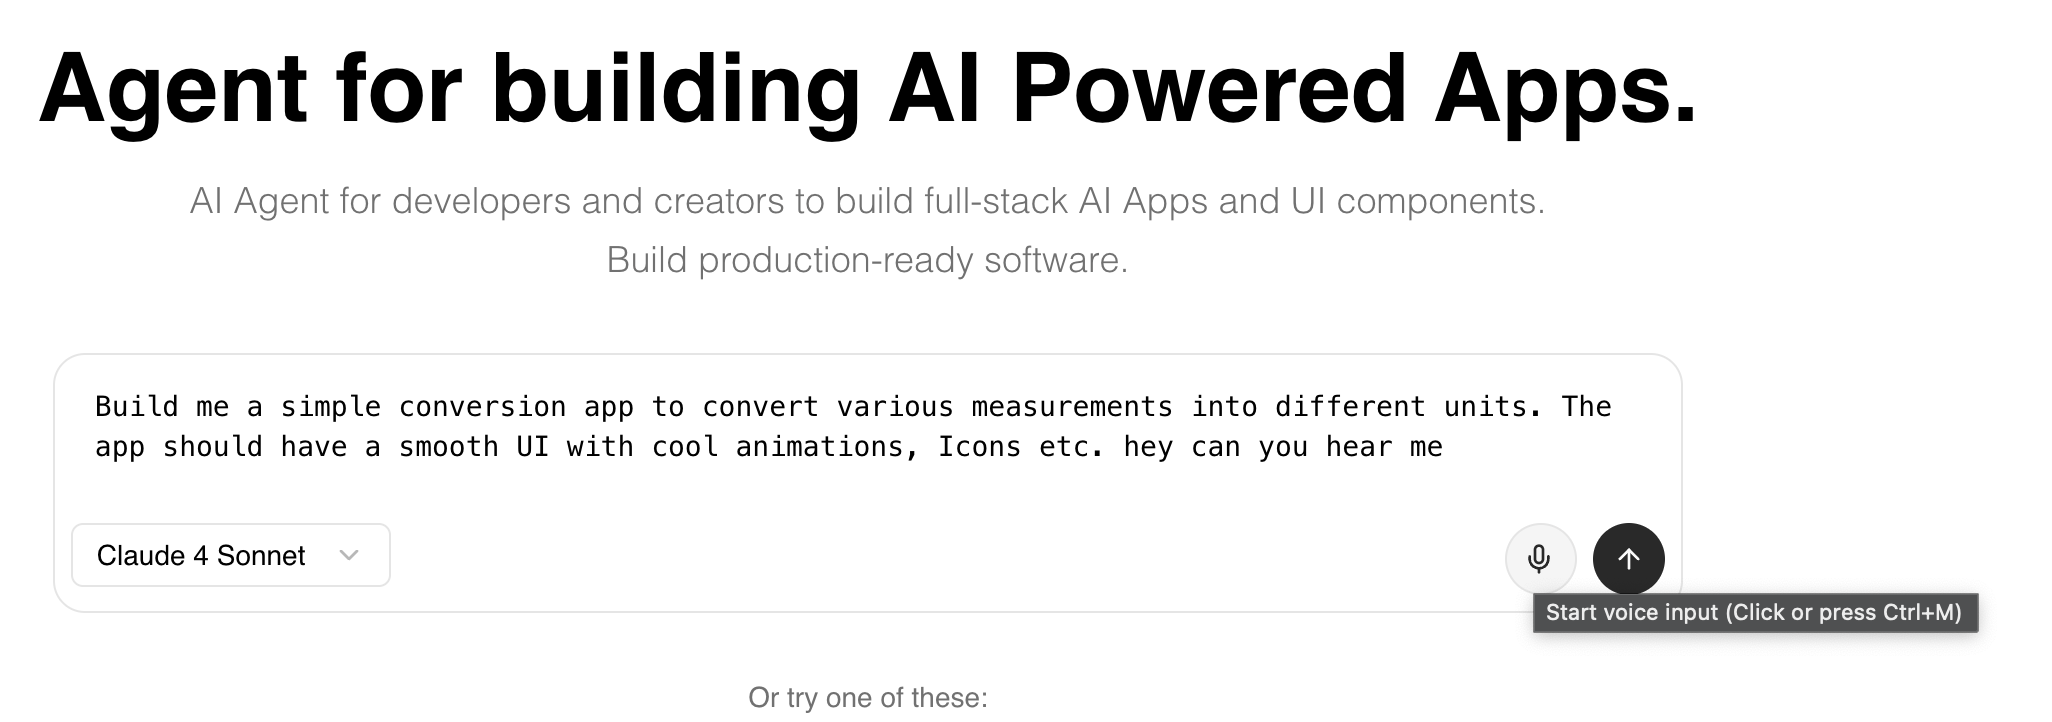 Agent for building AI Powered Apps.
AI Agent for developers and creators to build full-stack AI Apps and UI components.
Build production-ready software.
Build me a simple conversion app to convert various measurements into different units. The
app should have a smooth UI with cool animations, Icons etc. hey can you hear me
Claude 4 Sonnet
Start voice input (Click or press Ctrl+M)
Or try one of these: